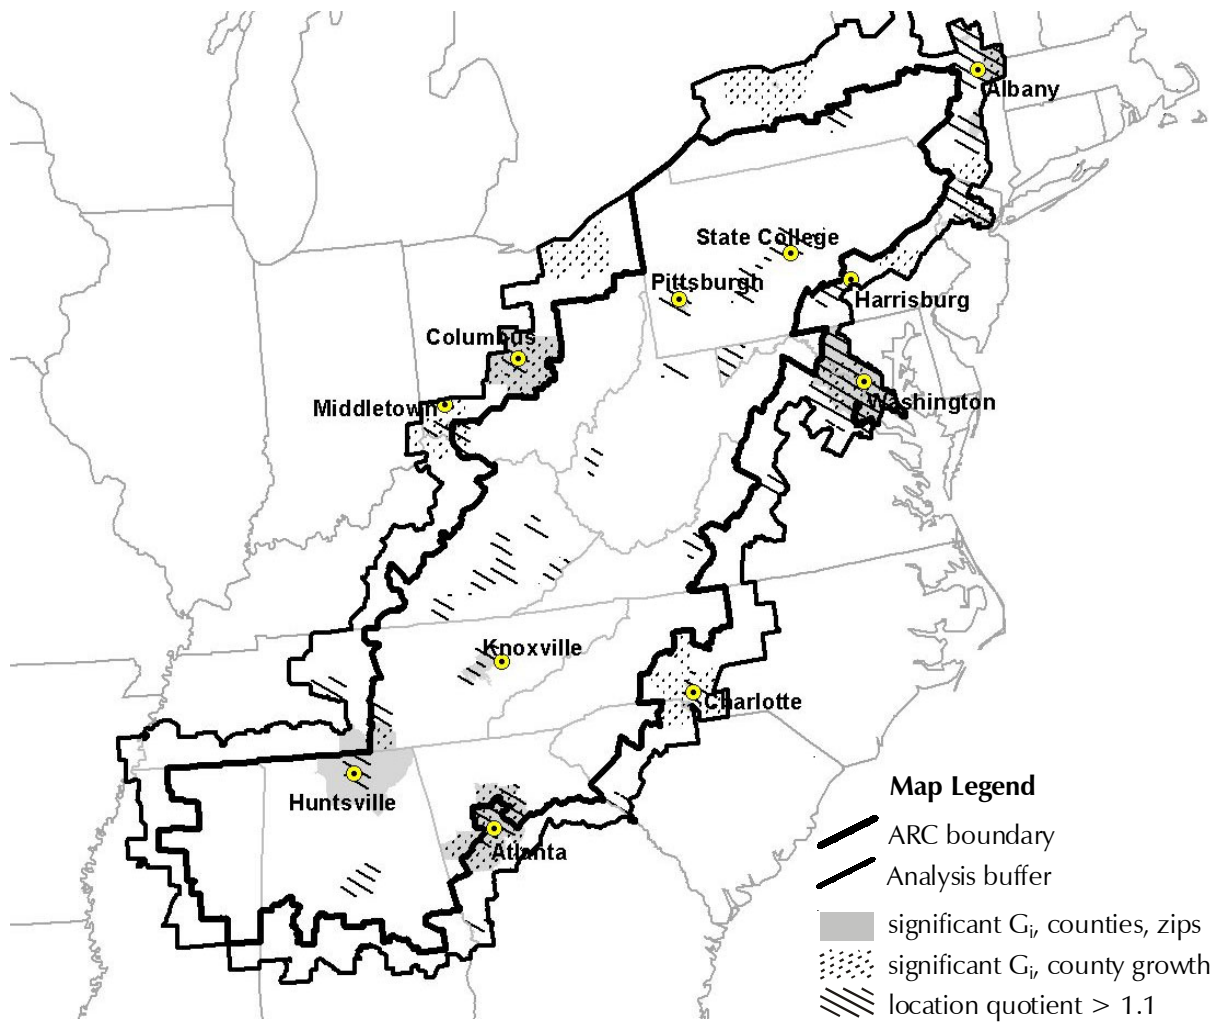 Albany
State College
Pittsburgh
Harrisburg
Columbus
Washington
Middletown
Knoxville
Charlotte
Huntsville
Atlanta
Map Legend
ARC boundary
Analysis buffer
significant Gi, counties, zips
significant Gi, county growth
location quotient > 1.1